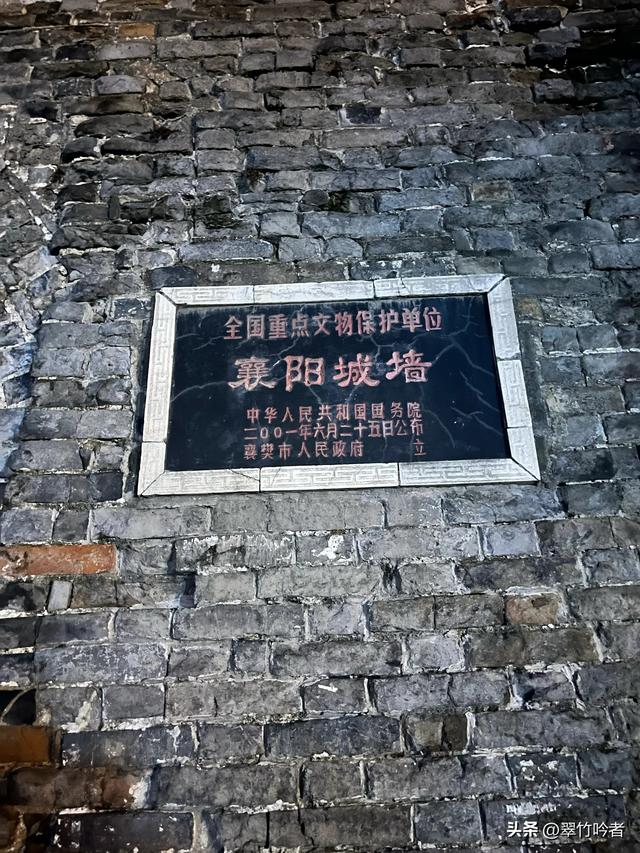 全国重点文物保护单位
襄阳城墙
中华人民共和国国务院
二〇〇一年六月二十五日公布
襄樊市人民政府 立
头条 @翠竹吟者